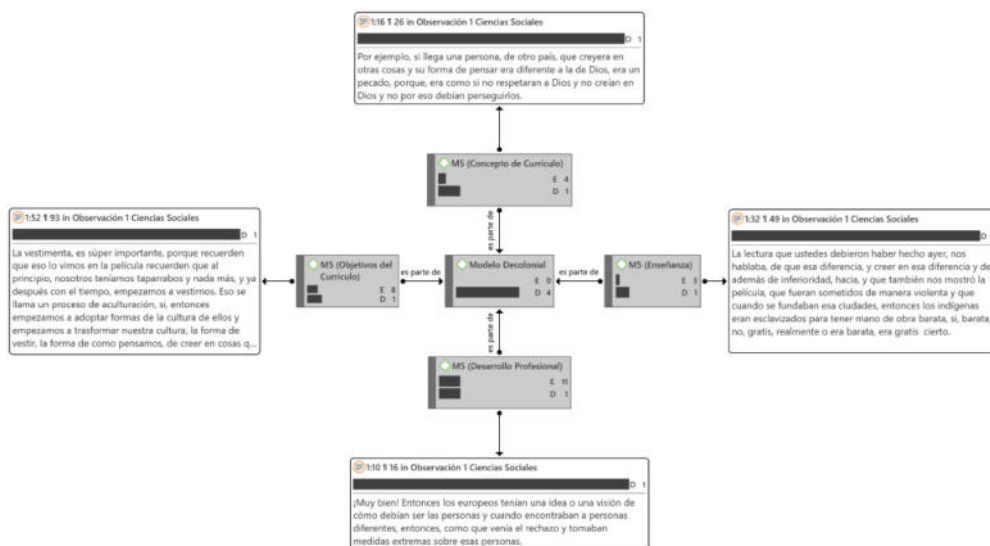 1:16 ¶ 26 in Observación 1 Ciencias Sociales
D 1
Por ejemplo, si llega una persona, de otro país, que creyera en
otras cosas y su forma de pensar era diferente a la de Dios, era un
pecado, porque, era como si no respetaran a Dios y no creían en
Dios y no por eso debían perseguirlos.
M5 (Concepto de Currículo)
E 4
D 1
es parte de
1:52 ¶ 93 in Observación 1 Ciencias Sociales
D 1
La vestimenta, es súper importante, porque recuerden
que eso lo vimos en la película recuerden que al
principio, nosotros teníamos taparrabos y nada más, y ya
después con el tiempo, empezamos a vestirnos. Eso se
llama un proceso de aculturación, si, entonces
empezamos a adoptar formas de la cultura de ellos y
empezamos a trasformar nuestra cultura, la forma de
vestir, la forma de como pensamos, de creer en cosas q...
M5 (Objetivos del
Currículo)
E 8
D 1
es parte de
Modelo Decolonial
E 0
D 4
es parte de
M5 (Enseñanza)
E 3
D 1
1:32 ¶ 49 in Observación 1 Ciencias Sociales
D
La lectura que ustedes debieron haber hecho ayer, nos
hablaba, de que esa diferencia, y creer en esa diferencia y de
además de inferioridad, hacia, y que también nos mostró la
película, que fueran sometidos de manera violenta y que
cuando se fundaban esa ciudades, entonces los indígenas
eran esclavizados para tener mano de obra barata, si, barata,
no, gratis, realmente o era barata, era gratis cierto.
es parte de
M5 (Desarrollo Profesional)
E 11
D 1
1:10 ¶ 16 in Observación 1 Ciencias Sociales
D 1
¡Muy bien! Entonces los europeos tenían una idea o una visión de
cómo debían ser las personas y cuando encontraban a personas
diferentes, entonces, como que venía el rechazo y tomaban
medidas extremas sobre esas personas.